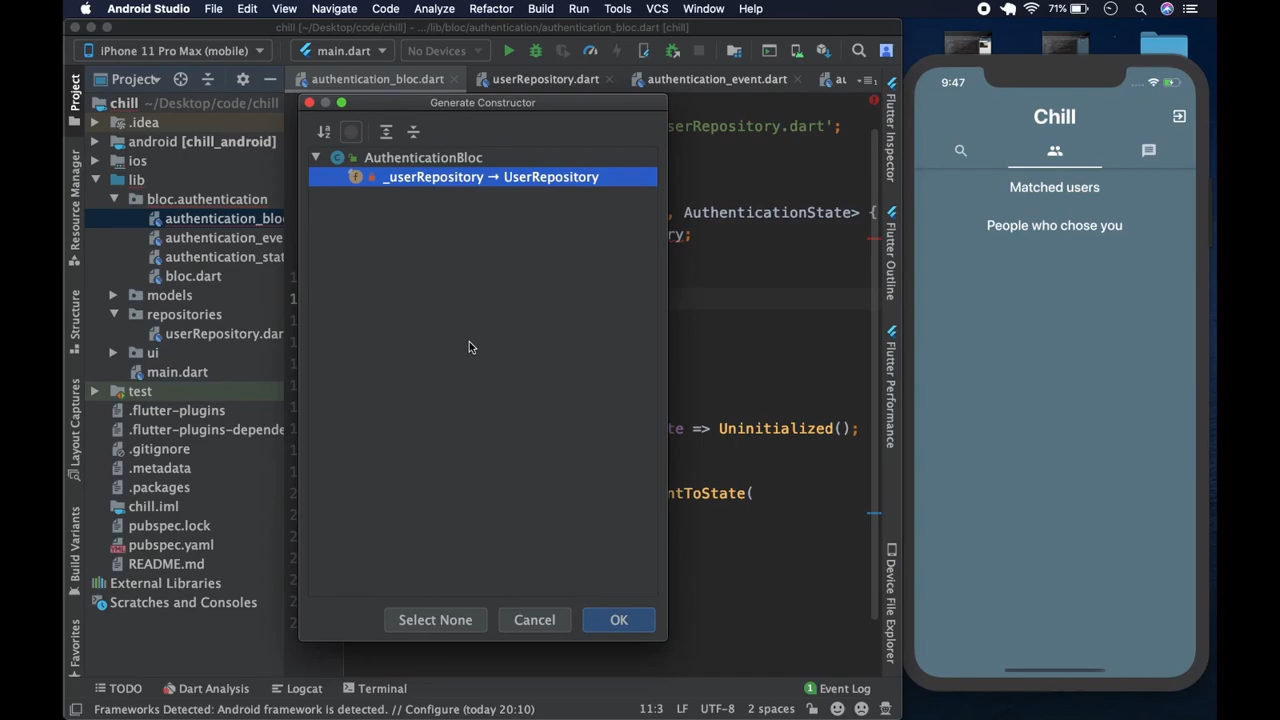 Android Studio File Edit View Navigate Code Analyze Refactor Build Run Tools VCS Window Help 71%
chill [~/Desktop/code/chill] - .../lib/bloc/authentication/authentication_bloc.dart [chill]
iPhone 11 Pro Max (mobile) main.dart No Devices
Project authentication_bloc.dart userRepository.dart authentication_event.dart au
Generate Constructor
chill ~/Desktop/code/chill
.idea
android [chill_android]
ios
lib
bloc.authentication
authentication_bloc
authentication_eve
authentication_stat
bloc.dart
models
repositories
userRepository.dar
ui
main.dart
test
.flutter-plugins
.flutter-plugins-depende
.gitignore
.metadata
.packages
chill.iml
pubspec.lock
pubspec.yaml
README.md
External Libraries
Scratches and Consoles
Project
Resource Manager
Structure
Layout Captures
Build Variants
Favorites
AuthenticationBloc
_userRepository → UserRepository
Select None Cancel OK
serRepository.dart';
, AuthenticationState> {
ry;
te => Uninitialized();
ntToState(
Flutter Inspector
Flutter Outline
Flutter Performance
Device File Explorer
TODO Dart Analysis Logcat Terminal 1 Event Log
Frameworks Detected: Android framework is detected. // Configure (today 20:10) 11:3 LF UTF-8 2 spaces
9:47
Chill
Matched users
People who chose you